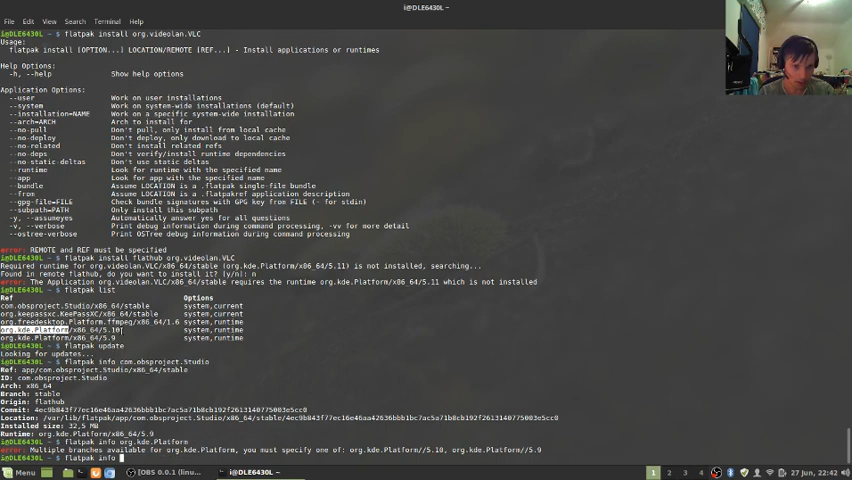 i@DLE6430L ~
File Edit View Search Terminal Help
i@DLE6430L ~ $ flatpak install org.videolan.VLC
Usage:
flatpak install [OPTION...] LOCATION/REMOTE [REF...] - Install applications or runtimes
Help Options:
-h, --help Show help options
Application Options:
--user Work on user installations
--system Work on system-wide installations (default)
--installation=NAME Work on a specific system-wide installation
--arch=ARCH Arch to install for
--no-pull Don't pull, only install from local cache
--no-deploy Don't deploy, only download to local cache
--no-related Don't install related refs
--no-deps Don't verify/install runtime dependencies
--no-static-deltas Don't use static deltas
--runtime Look for runtime with the specified name
--app Look for app with the specified name
--bundle Assume LOCATION is a .flatpak single-file bundle
--from Assume LOCATION is a .flatpakref application description
--gpg-file=FILE Check bundle signatures with GPG key from FILE (- for stdin)
--subpath=PATH Only install this subpath
-y, --assumeyes Automatically answer yes for all questions
-v, --verbose Print debug information during command processing, -vv for more detail
--ostree-verbose Print OSTree debug information during command processing
error: REMOTE and REF must be specified
i@DLE6430L ~ $ flatpak install flathub org.videolan.VLC
Required runtime for org.videolan.VLC/x86_64/stable (org.kde.Platform/x86_64/5.11) is not installed, searching...
Found in remote flathub, do you want to install it? [y/n]: n
error: The Application org.videolan.VLC/x86_64/stable requires the runtime org.kde.Platform/x86_64/5.11 which is not installed
i@DLE6430L ~ $ flatpak list
Ref Options
com.obsproject.Studio/x86_64/stable system,current
org.keepassxc.KeePassXC/x86_64/stable system,current
org.freedesktop.Platform.ffmpeg/x86_64/1.6 system,runtime
org.kde.Platform/x86_64/5.10 system,runtime
org.kde.Platform/x86_64/5.9 system,runtime
i@DLE6430L ~ $ flatpak update
Looking for updates...
i@DLE6430L ~ $ flatpak info com.obsproject.Studio
Ref: app/com.obsproject.Studio/x86_64/stable
ID: com.obsproject.Studio
Arch: x86_64
Branch: stable
Origin: flathub
Location: /var/lib/flatpak/app/com.obsproject.Studio/x86_64/stable/4ec9b843f77ec16e46aa42636bbb1bc7ac5a71b8cb192f2613140775003e5cc0
Installed size: 32,5 MB
Runtime: org.kde.Platform/x86_64/5.9
i@DLE6430L ~ $ flatpak info org.kde.Platform
error: Multiple branches available for org.kde.Platform, you must specify one of: org.kde.Platform//5.10, org.kde.Platform//5.9
i@DLE6430L ~ $ flatpak info
Menu [OBS 0.0.1 (linu... i@DLE6430L ~ 1 2 3 4 27 jun, 22:42